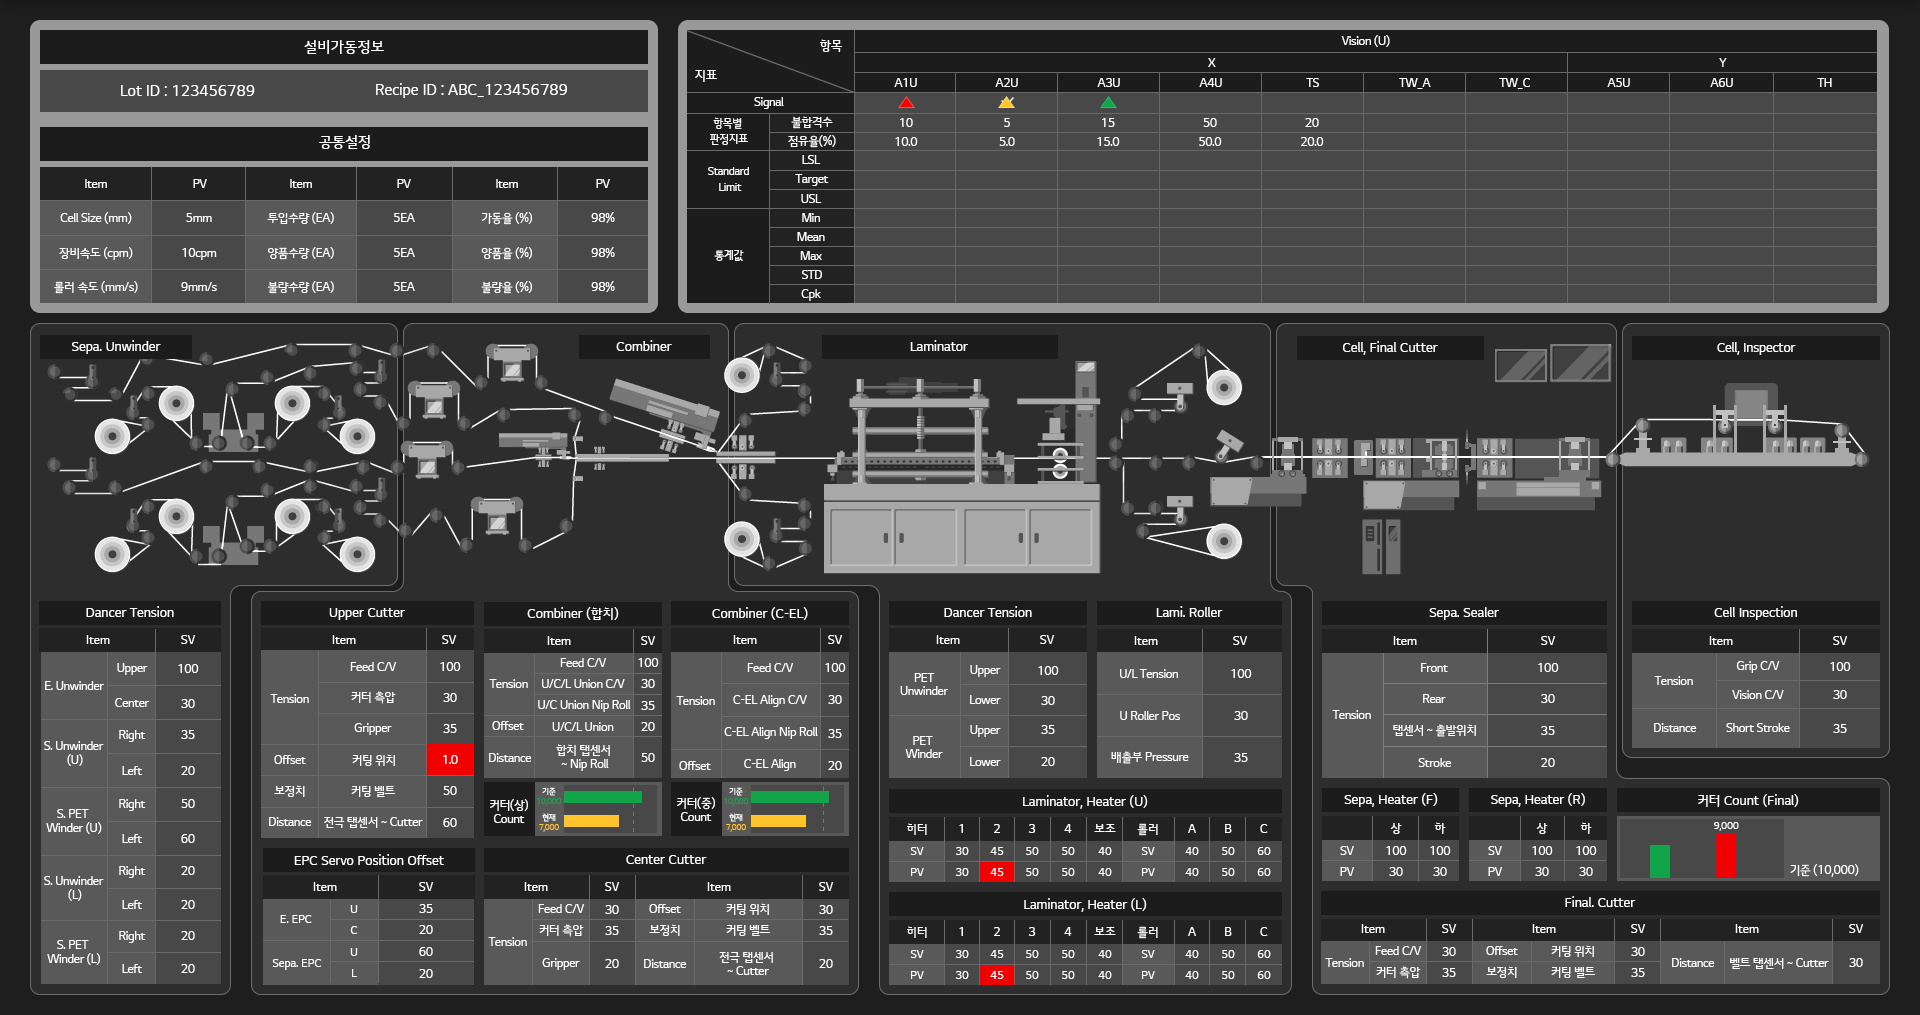 설비가동정보
Lot ID : 123456789 Recipe ID : ABC_123456789
공통설정
Item PV Item PV Item PV
Cell Size (mm) 5mm 투입수량 (EA) 5EA 가동율 (%) 98%
장비속도 (cpm) 10cpm 양품수량 (EA) 5EA 양품율 (%) 98%
롤러 속도 (mm/s) 9mm/s 불량수량 (EA) 5EA 불량율 (%) 98%
항목 Vision (U)
지표 X Y
A1U A2U A3U A4U TS TW_A TW_C A5U A6U TH
Signal
항목별 판정지표 불합격수 10 5 15 50 20
점유율(%) 10.0 5.0 15.0 50.0 20.0
Standard Limit LSL
Target
USL
통계값 Min
Mean
Max
STD
Cpk
Sepa. Unwinder
Combiner
Laminator
Cell, Final Cutter
Cell, Inspector
Dancer Tension
Item SV
E. Unwinder Upper 100
Center 30
S. Unwinder (U) Right 35
Left 20
S. PET Winder (U) Right 50
Left 60
S. Unwinder (L) Right 20
Left 20
S. PET Winder (L) Right 20
Left 20
Upper Cutter
Item SV
Tension Feed C/V 100
커터 측압 30
Gripper 35
Offset 커팅 위치 1.0
보정치 커팅 벨트 50
Distance 전극 탭센서 ~ Cutter 60
Combiner (합치)
Item SV
Tension Feed C/V 100
U/C/L Union C/V 30
U/C Union Nip Roll 35
Offset U/C/L Union 20
Distance 합치 탭센서 ~ Nip Roll 50
Combiner (C-EL)
Item SV
Tension Feed C/V 100
C-EL Align C/V 30
C-EL Align Nip Roll 35
Offset C-EL Align 20
커터(상) Count
기준 10,000
현재 7,000
커터(중) Count
기준 10,000
현재 7,000
EPC Servo Position Offset
Item SV
E. EPC U 35
C 20
Sepa. EPC U 60
L 20
Center Cutter
Item SV Item SV
Tension Feed C/V 30 Offset 커팅 위치 30
커터 측압 35 보정치 커팅 벨트 35
Gripper 20 Distance 전극 탭센서 ~ Cutter 20
Dancer Tension
Item SV
PET Unwinder Upper 100
Lower 30
PET Winder Upper 35
Lower 20
Lami. Roller
Item SV
U/L Tension 100
U Roller Pos 30
배출부 Pressure 35
Laminator, Heater (U)
히터 1 2 3 4 보조 롤러 A B C
SV 30 45 50 50 40 SV 40 50 60
PV 30 45 50 50 40 PV 40 50 60
Laminator, Heater (L)
히터 1 2 3 4 보조 롤러 A B C
SV 30 45 50 50 40 SV 40 50 60
PV 30 45 50 50 40 PV 40 50 60
Sepa. Sealer
Item SV
Tension Front 100
Rear 30
탭센서 ~ 출발위치 35
Stroke 20
Cell Inspection
Item SV
Tension Grip C/V 100
Vision C/V 30
Distance Short Stroke 35
Sepa, Heater (F)
상 하
SV 100 100
PV 30 30
Sepa, Heater (R)
상 하
SV 100 100
PV 30 30
커터 Count (Final)
9,000
기준 (10,000)
Final. Cutter
Item SV Item SV Item SV
Tension Feed C/V 30 Offset 커팅 위치 30 Distance 벨트 탭센서 ~ Cutter 30
커터 측압 35 보정치 커팅 벨트 35